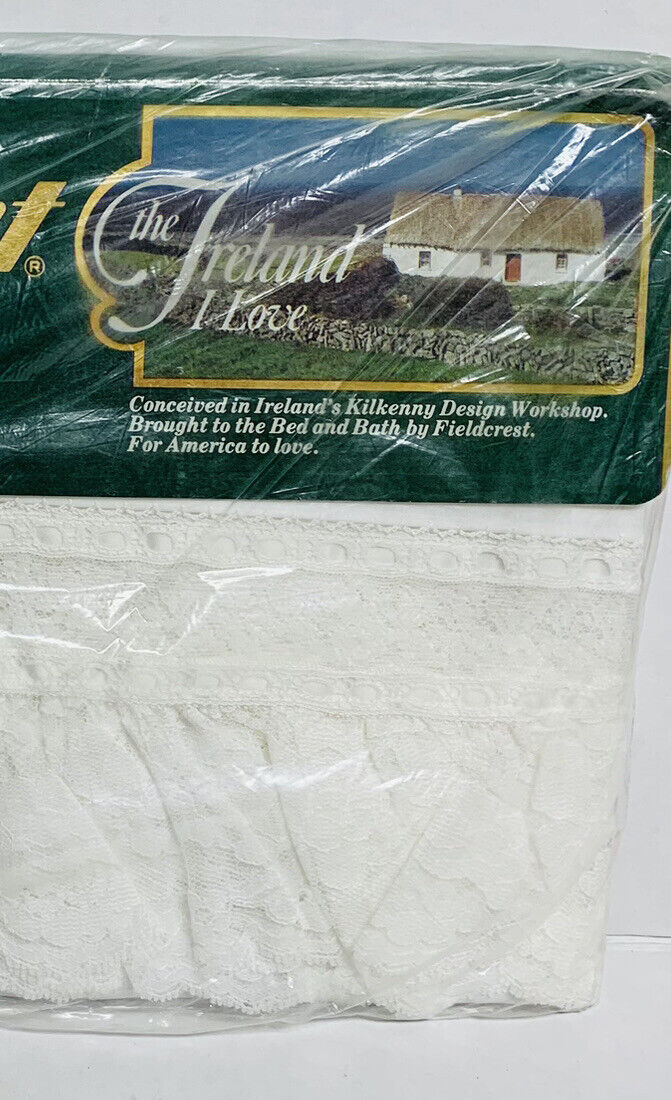 t®
the Ireland
I Love
Conceived in Ireland's Kilkenny Design Workshop.
Brought to the Bed and Bath by Fieldcrest.
For America to love.